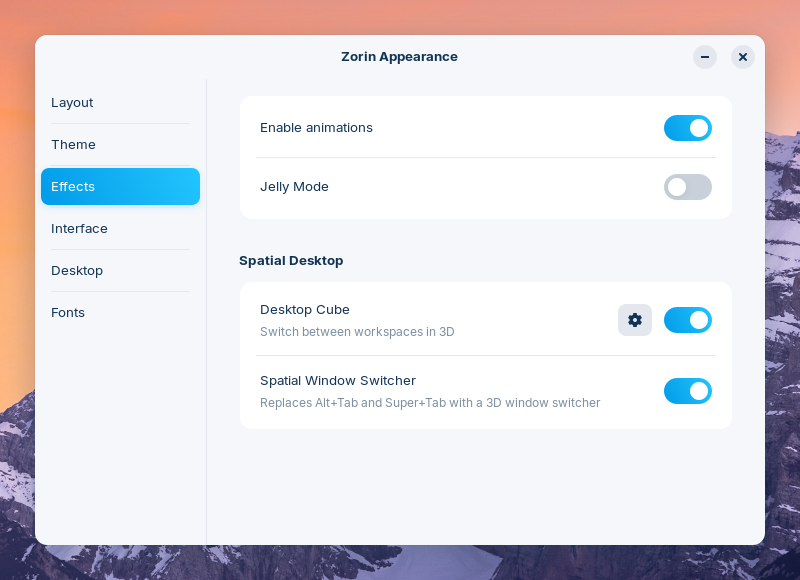 Zorin Appearance
Layout
Theme
Effects
Interface
Desktop
Fonts
Enable animations
Jelly Mode
Spatial Desktop
Desktop Cube
Switch between workspaces in 3D
Spatial Window Switcher
Replaces Alt+Tab and Super+Tab with a 3D window switcher